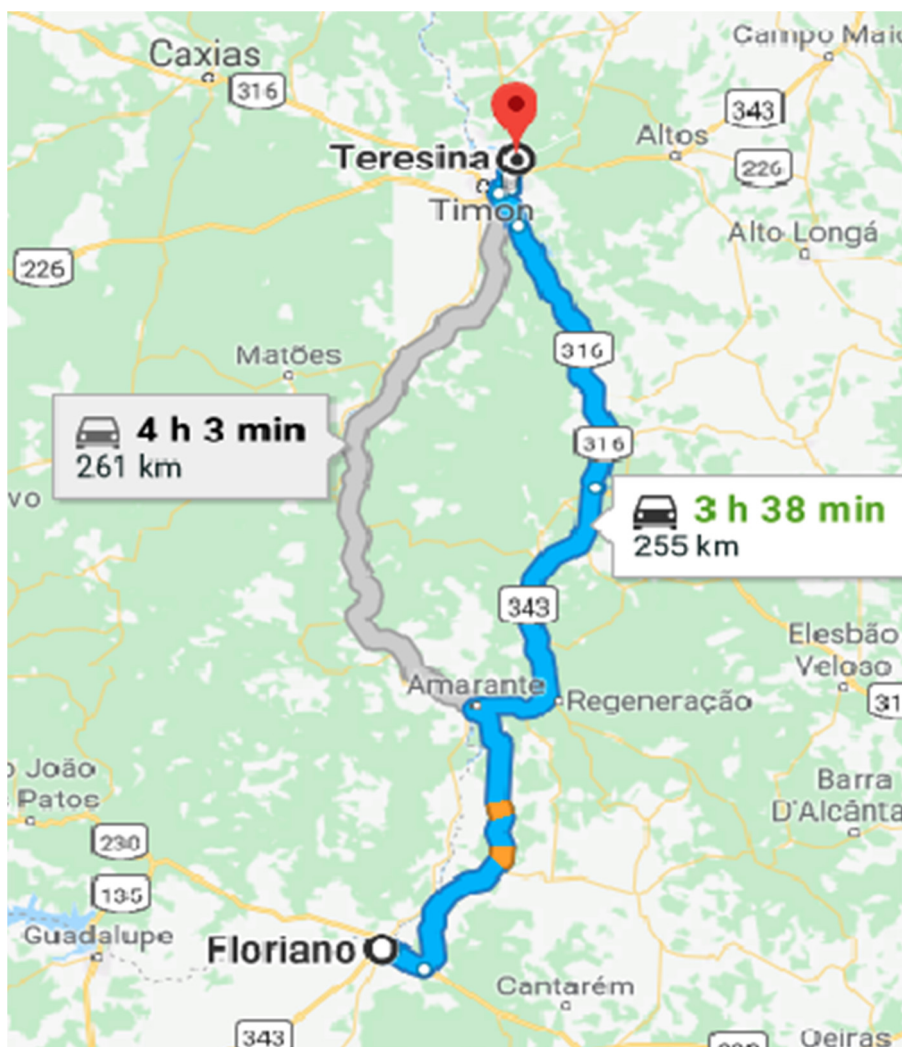 Campo Maio
Caxias
316
343
Altos
Teresina
226
Timon
Alto Longá
226
316
Matões
4 h 3 min
261 km
316
vo
3 h 38 min
255 km
343
Elesbão
Veloso
Amarante
Regeneração
31
o João
Patos
Barra
D'Alcânta
230
135
Guadalupe
Floriano
Cantarém
343
Oeiras